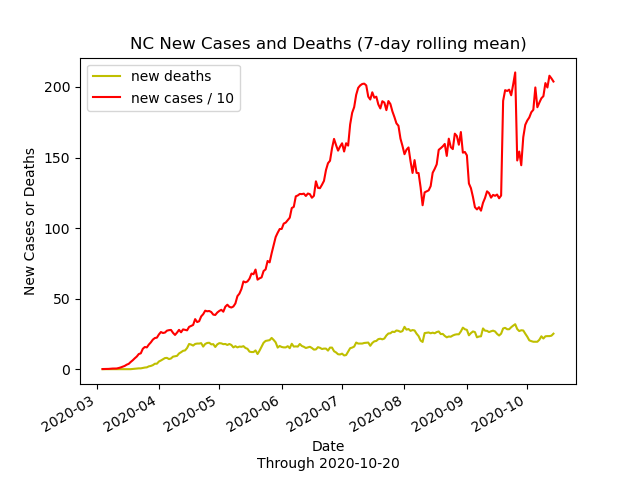 NC New Cases and Deaths (7-day rolling mean)
new deaths
new cases / 10
New Cases or Deaths
200
150
100
50
0
2020-03
2020-04
2020-05
2020-06
2020-07
2020-08
2020-09
2020-10
Date
Through 2020-10-20